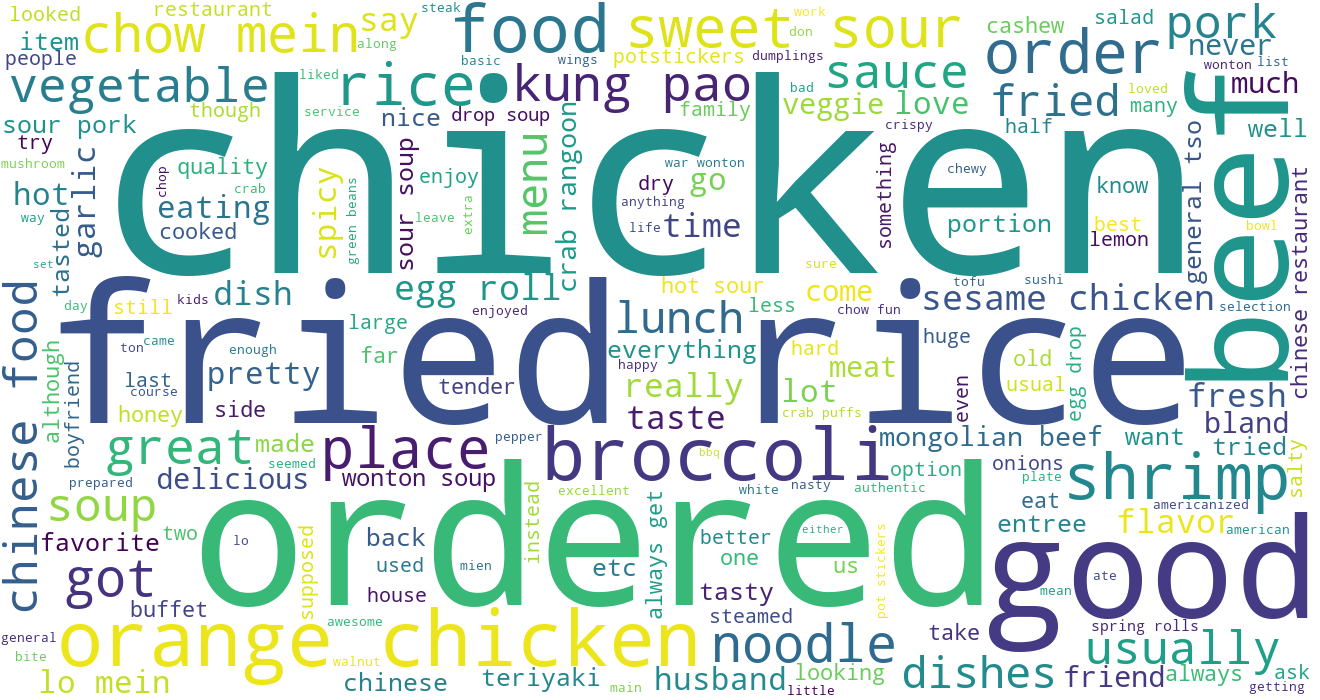 looked
restaurant
item
chow mein
say
along
steak
food
basic
wings
sweet
sour
potstickers
don
work
dumplings
cashew
salad
pork
order
never
wonton
list
people
vegetable
liked
rice
kung pao
sauce
bad
fried
loved
much
beef
though
service
nice
drop soup
family
veggie
love
half
many
well
sour pork
try
mushroom
hot
way
garlic
tasted
quality
crab
chop
eating
cooked
chicken
spicy
green beans
sour soup
enjoy
leave
extra
menu
crab rangoon
war wonton
dry
go
anything
life
time
crispy
something
chewy
portion
know
best
lemon
general tso
bowl
chinese restaurant
set
day
still
kids
dish
egg roll
enjoyed
hot sour
sure
less
come
chow fun
tofu
sushi
sesame chicken
selection
chinese food
although
boyfriend
ton
came
last
course
honey
enough
pretty
side
fried rice
large
far
tender
lunch
everything
happy
really
taste
hard
meat
lot
crab puffs
huge
even
old
usual
egg drop
fresh
bland
great
made
seemed
place
wonton soup
pepper
broccoli
bbq
mongolian beef
want
option
onions
tried
salty
prepared
delicious
soup
favorite
two
lo
got
buffet
supposed
back
used
house
mien
ordered
instead
excellent
etc
always get
white
nasty
authentic
better
one
either
us
tasty
steamed
pot stickers
plate
eat
entree
shrimp
americanized
flavor
american
good
ate
mean
spring rolls
general
bite
lo mein
orange chicken
awesome
walnut
chinese
teriyaki
main
husband
noodle
looking
little
take
dishes
friend
usually
always
ask
getting